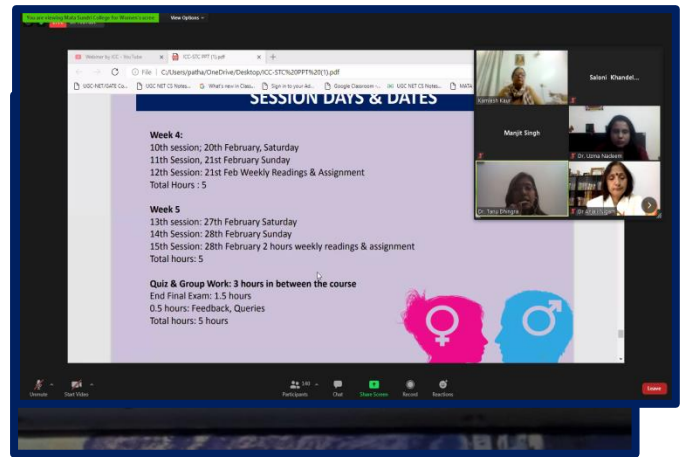 You are viewing Mata Sundri College for Women's screen
View Options
Webinar by ICC - YouTube
ICC-STC PPT (1).pdf
File | C:/Users/patha/OneDrive/Desktop/ICC-STC%20PPT%20(1).pdf
UGC-NET/GATE Co...
UGC NET CS Notes...
What's new in Class...
Sign in to your Ad...
Google Classroom -...
UGC NET CS Notes...
MATA
SESSION DAYS & DATES
Week 4:
10th session; 20th February, Saturday
11th Session, 21st February Sunday
12th Session: 21st Feb Weekly Readings & Assignment
Total Hours : 5
Week 5
13th session: 27th February Saturday
14th Session: 28th February Sunday
15th Session: 28th February 2 hours weekly readings & assignment
Total hours: 5
Quiz & Group Work: 3 hours in between the course
End Final Exam: 1.5 hours
0.5 hours: Feedback, Queries
Total hours: 5 hours
Kamlesh Kaur
Saloni Khandel...
Manjit Singh
Dr. Uzma Nadeem
Dr. Tanu Dhingra
Unmute
Start Video
140
Participants
Chat
Share Screen
Record
Reactions
Leave